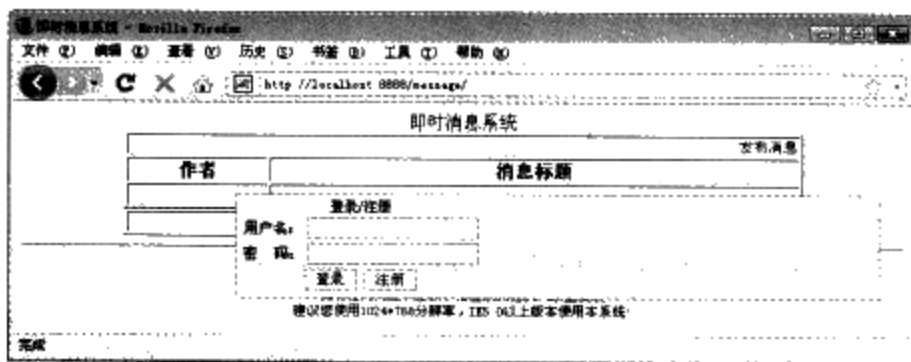 即时消息系统 - Mozilla Firefox
文件 (F) 编辑 (E) 查看 (V) 历史 (S) 书签 (B) 工具 (T) 帮助 (H)
http://localhost:8888/message/
即时消息系统
发布消息
作者 消息标题
登录/注册
用户名:
密 码:
登录 注册
建议您使用1024*768分辨率,IE5.0以上版本使用本系统!
完成